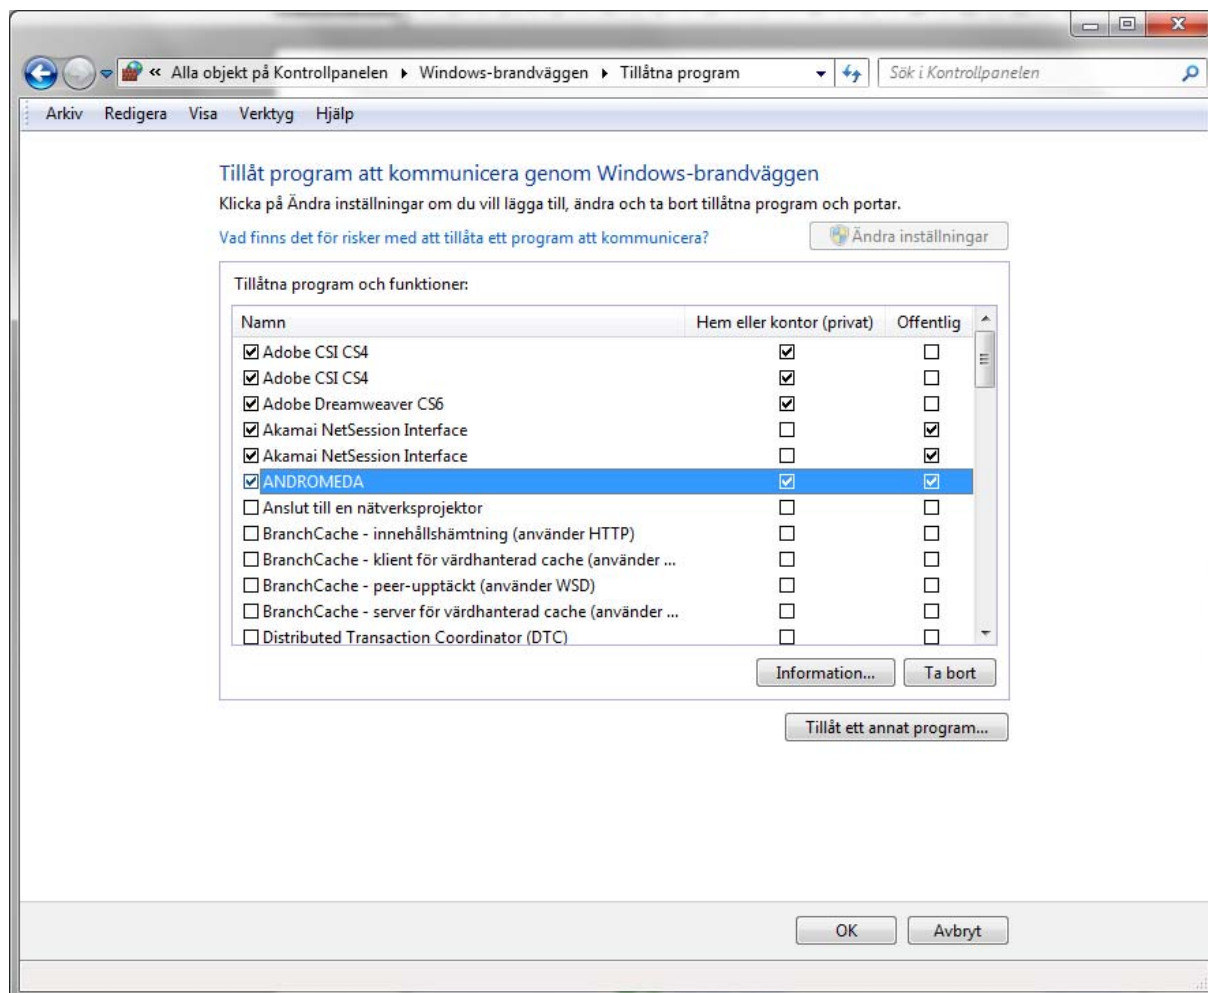 « Alla objekt på Kontrollpanelen ▸ Windows-brandväggen ▸ Tillåtna program Sök i Kontrollpanelen
Arkiv Redigera Visa Verktyg Hjälp
Tillåt program att kommunicera genom Windows-brandväggen
Klicka på Ändra inställningar om du vill lägga till, ändra och ta bort tillåtna program och portar.
Vad finns det för risker med att tillåta ett program att kommunicera? Ändra inställningar
Tillåtna program och funktioner:
Namn Hem eller kontor (privat) Offentlig
Adobe CSI CS4
Adobe CSI CS4
Adobe Dreamweaver CS6
Akamai NetSession Interface
Akamai NetSession Interface
ANDROMEDA
Anslut till en nätverksprojektor
BranchCache - innehållshämtning (använder HTTP)
BranchCache - klient för värdhanterad cache (använder ...
BranchCache - peer-upptäckt (använder WSD)
BranchCache - server för värdhanterad cache (använder ...
Distributed Transaction Coordinator (DTC)
Information... Ta bort
Tillåt ett annat program...
OK Avbryt